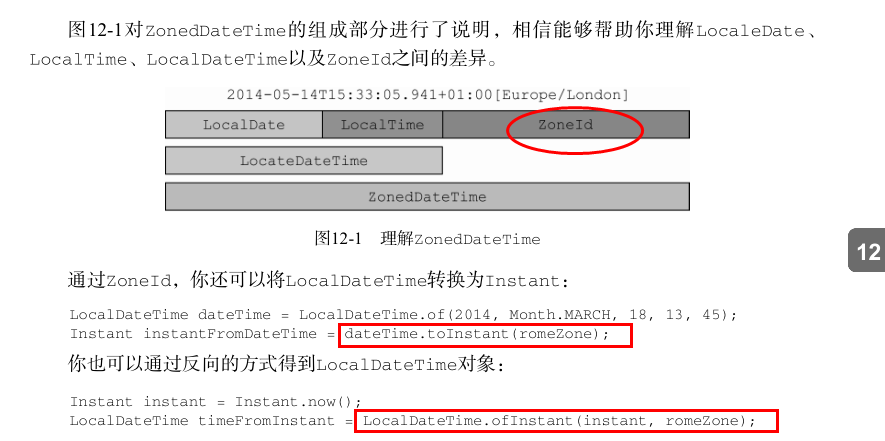 图12-1对ZonedDateTime的组成部分进行了说明，相信能够帮助你理解LocaleDate、
LocalTime、LocalDateTime以及ZoneId之间的差异。
2014-05-14T15:33:05.941+01:00[Europe/London]
LocalDate LocalTime ZoneId
LocateDateTime
ZonedDateTime
图12-1 理解ZonedDateTime
12
通过ZoneId，你还可以将LocalDateTime转换为Instant：
LocalDateTime dateTime = LocalDateTime.of(2014, Month.MARCH, 18, 13, 45);
Instant instantFromDateTime = dateTime.toInstant(romeZone);
你也可以通过反向的方式得到LocalDateTime对象：
Instant instant = Instant.now();
LocalDateTime timeFromInstant = LocalDateTime.ofInstant(instant, romeZone);